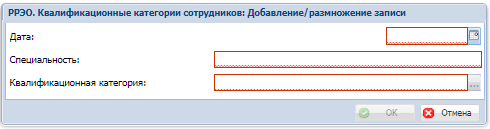 РРЭО. Квалификационные категории сотрудников: Добавление/размножение записи
Дата:
Специальность:
Квалификационная категория:
...
ОК Отмена